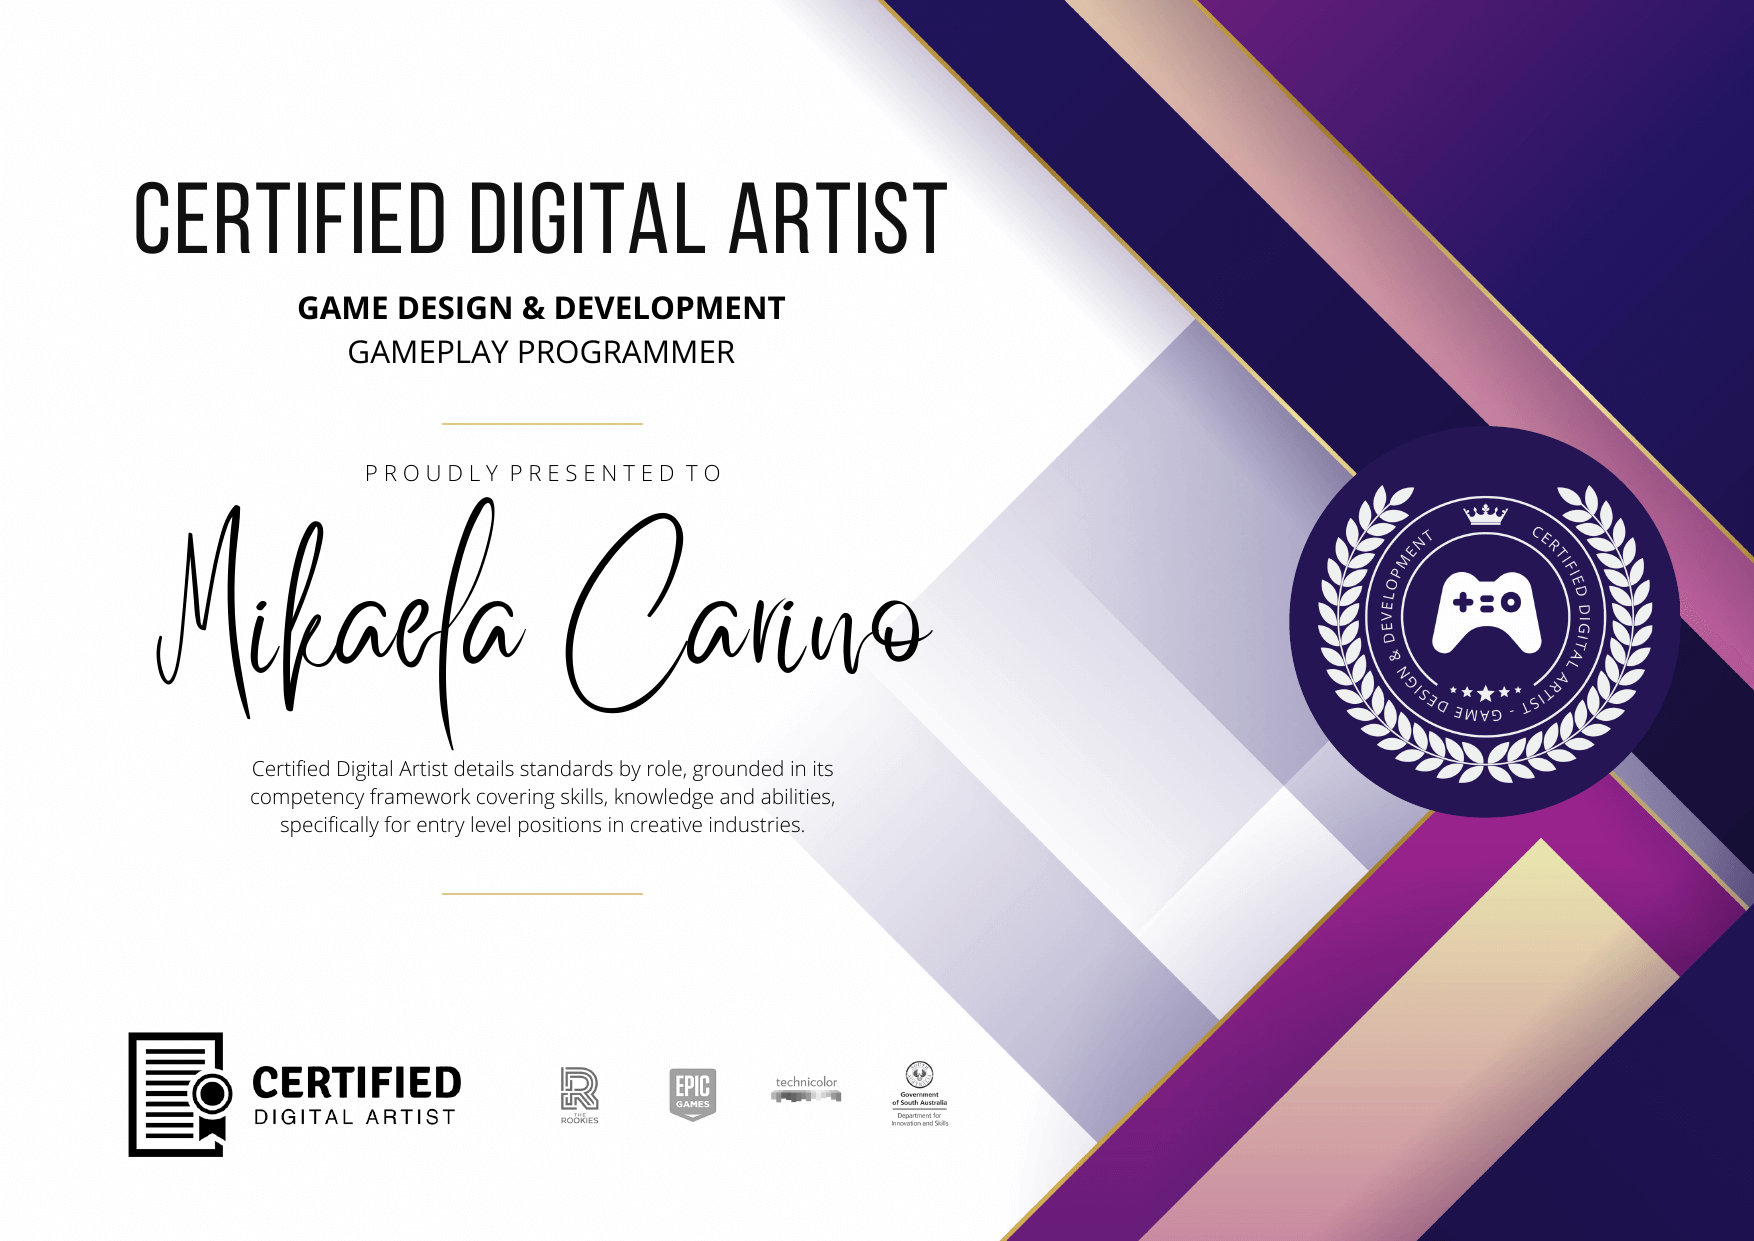 CERTIFIED DIGITAL ARTIST
GAME DESIGN & DEVELOPMENT
GAMEPLAY PROGRAMMER
PROUDLY PRESENTED TO
Mikaela Carino
Certified Digital Artist details standards by role, grounded in its
competency framework covering skills, knowledge and abilities,
specifically for entry level positions in creative industries.
CERTIFIED DIGITAL ARTIST - GAME DESIGN & DEVELOPMENT
CERTIFIED
DIGITAL ARTIST
THE
ROOKIES
EPIC
GAMES
technicolor
Government
of South Australia
Department for
Innovation and Skills